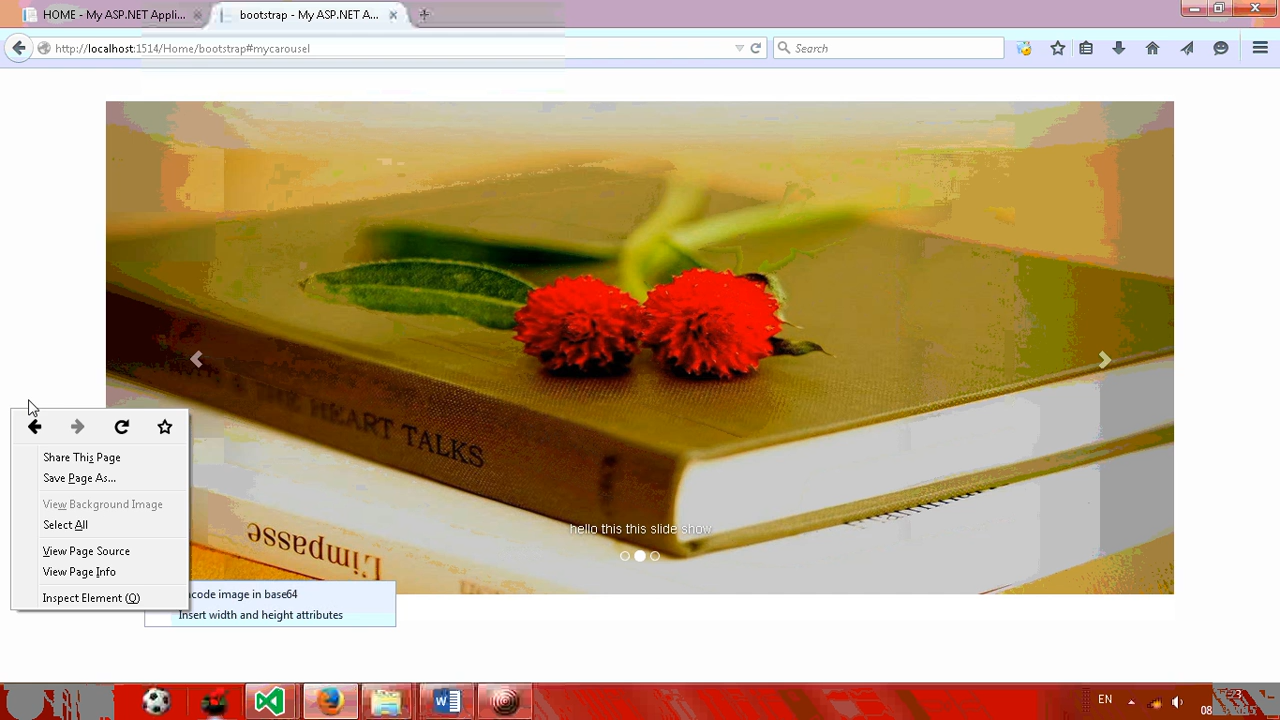 HOME - My ASP.NET Appli...
bootstrap - My ASP.NET A...
http://localhost:1514/Home/bootstrap#mycarousel
Search
THE HEART TALKS
L'impasse
hello this this slide show
Share This Page
Save Page As...
View Background Image
Select All
View Page Source
View Page Info
Inspect Element (Q)
code image in base64
Insert width and height attributes
EN